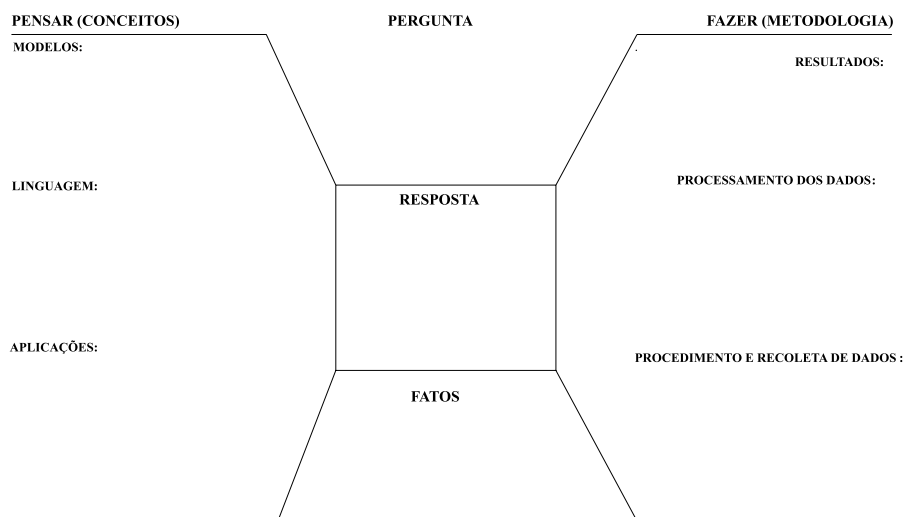 PENSAR (CONCEITOS)
PERGUNTA
FAZER (METODOLOGIA)
MODELOS:
RESULTADOS:
LINGUAGEM:
PROCESSAMENTO DOS DADOS:
RESPOSTA
APLICAÇÕES:
PROCEDIMENTO E RECOLETA DE DADOS :
FATOS